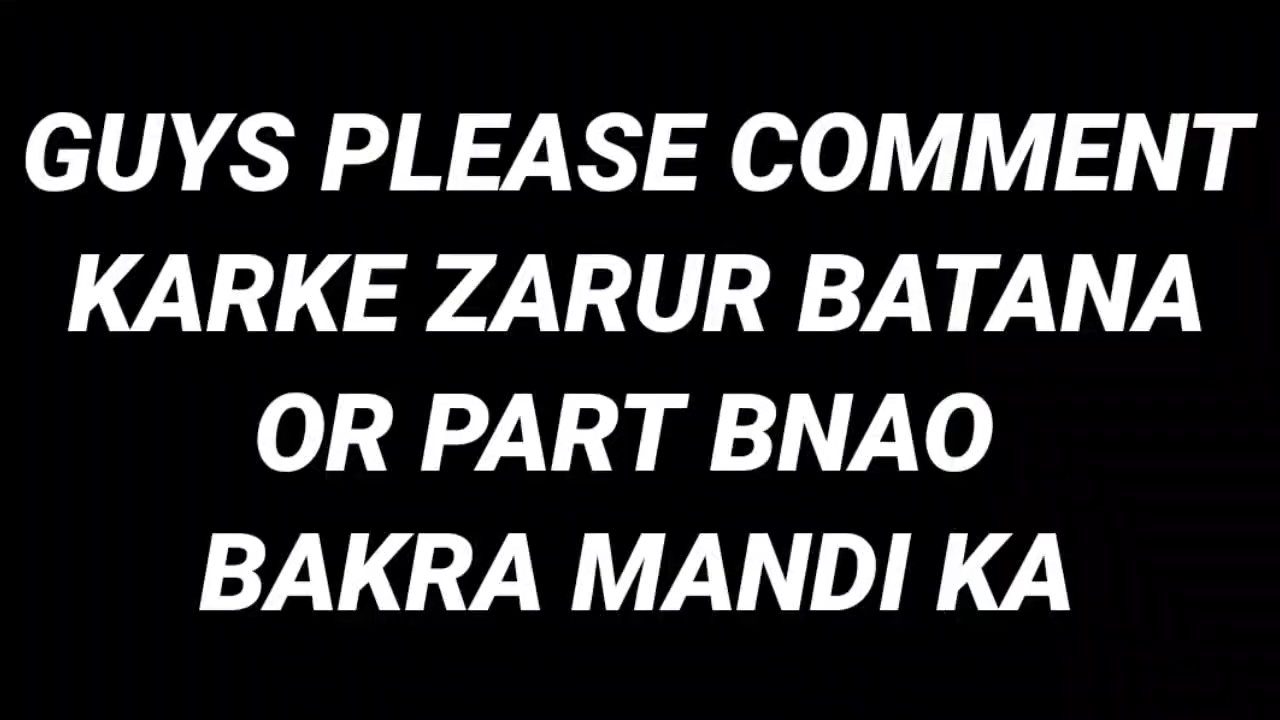 GUYS PLEASE COMMENT
KARKE ZARUR BATANA
OR PART BNAO
BAKRA MANDI KA